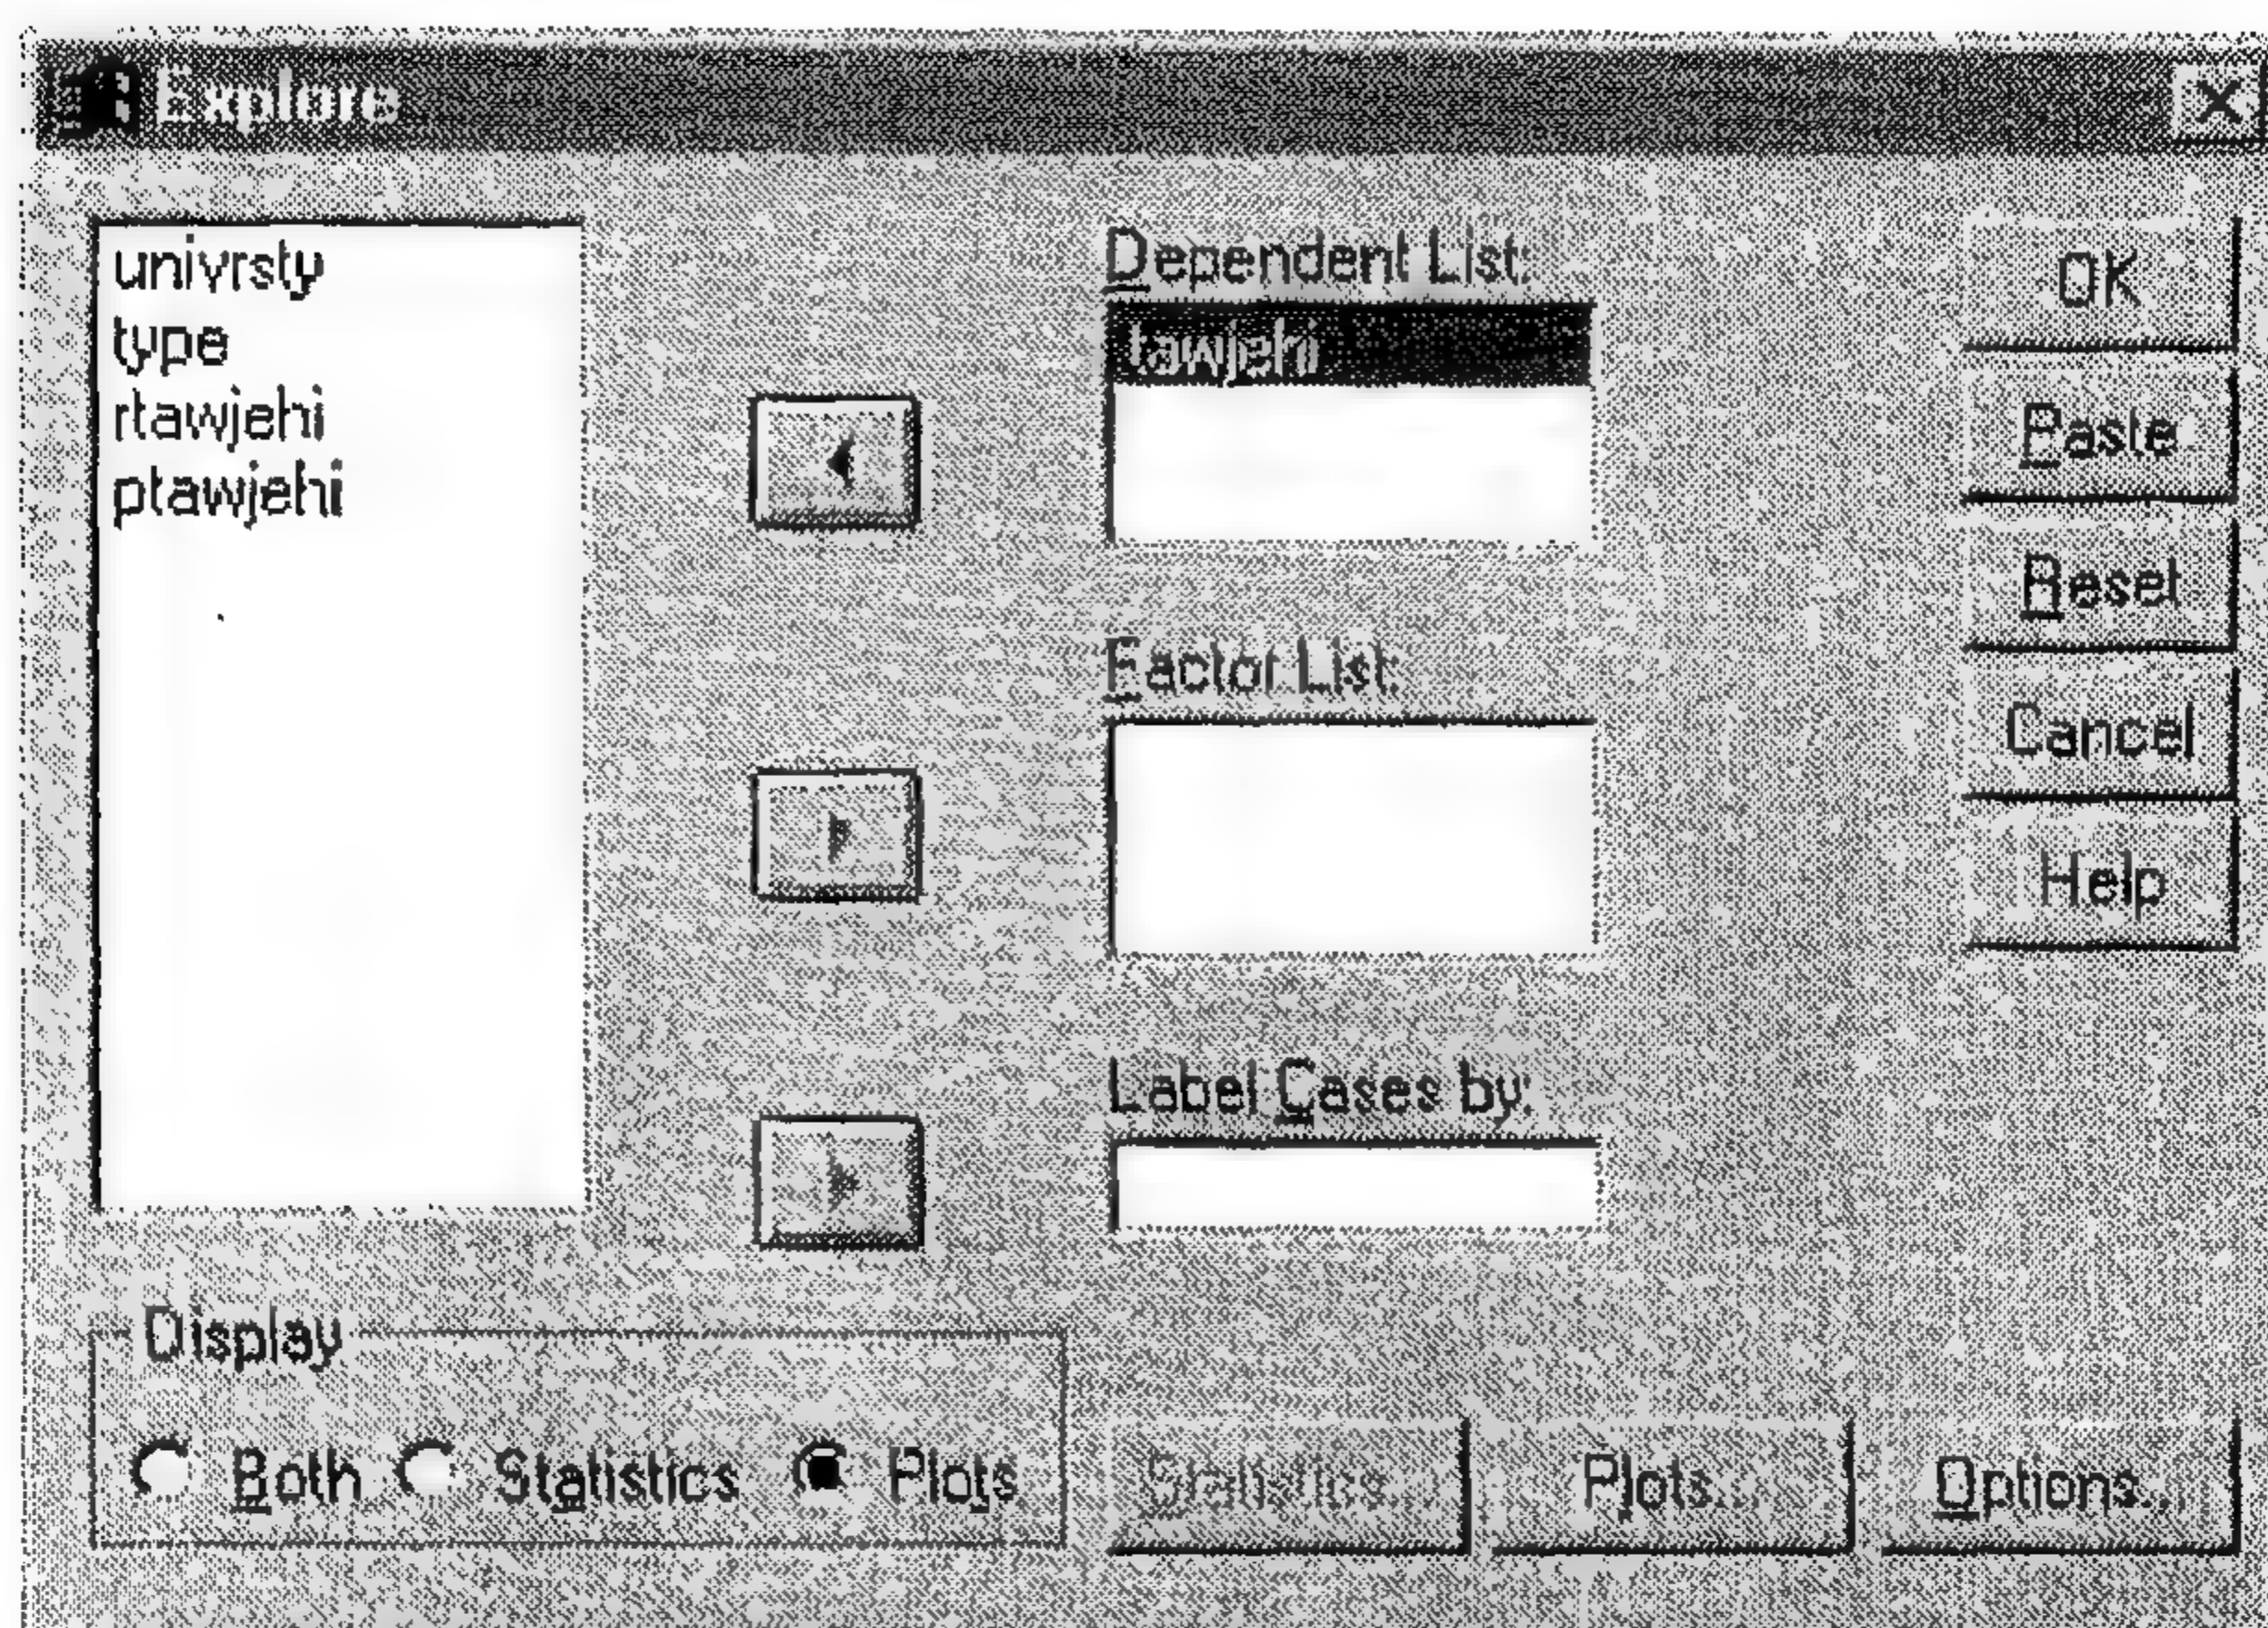 Explore
univrsty
type
rtawjehi
ptawjehi
Dependent List:
tawjehi
Factor List:
Label Cases by:
OK
Paste
Reset
Cancel
Help
Display
Both Statistics Plots
Statistics... Plots... Options...